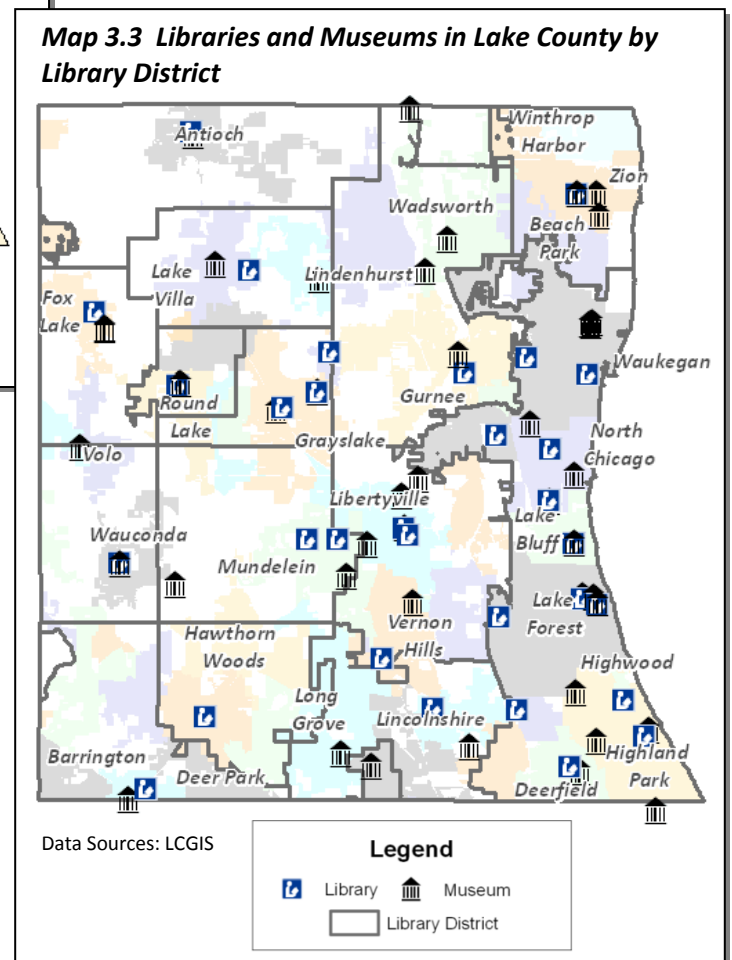 Map 3.3 Libraries and Museums in Lake County by
Library District
Antioch
Winthrop
Harbor
Zion
Wadsworth
Beach
Park
Lake
Villa
Lindenhurst
Fox
Lake
Waukegan
Gurnee
Round
Lake
Grayslake
North
Chicago
Volo
Libertyville
Lake
Bluff
Wauconda
Mundelein
Lake
Forest
Vernon
Hills
Hawthorn
Woods
Highwood
Long
Grove
Lincolnshire
Barrington
Deer Park
Highland
Park
Deerfield
Data Sources: LCGIS
Legend
Library
Museum
Library District